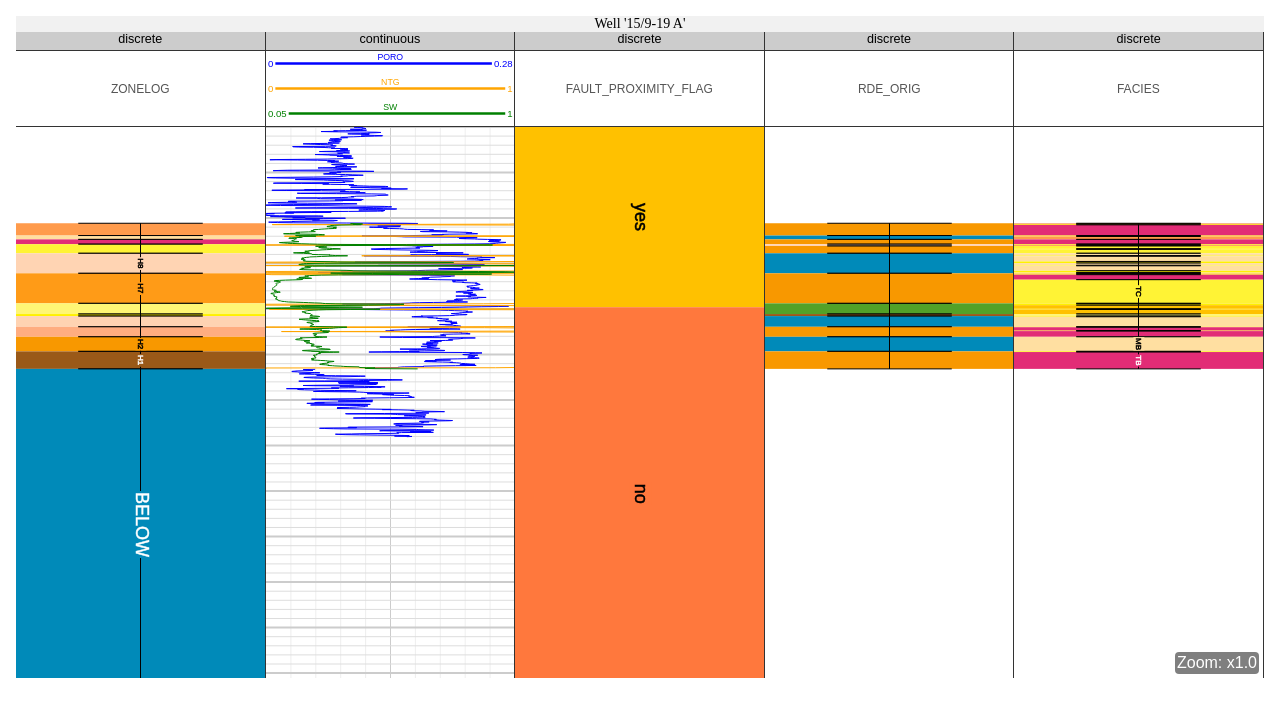 Well '15/9-19 A'
discrete continuous discrete discrete discrete
ZONELOG
PORO
0 0.28
NTG
0 1
SW
0.05 1
FAULT_PROXIMITY_FLAG
RDE_ORIG
FACIES
yes
H8
H7
H2
H1
TC
MB
TB
BELOW
no
Zoom: x1.0